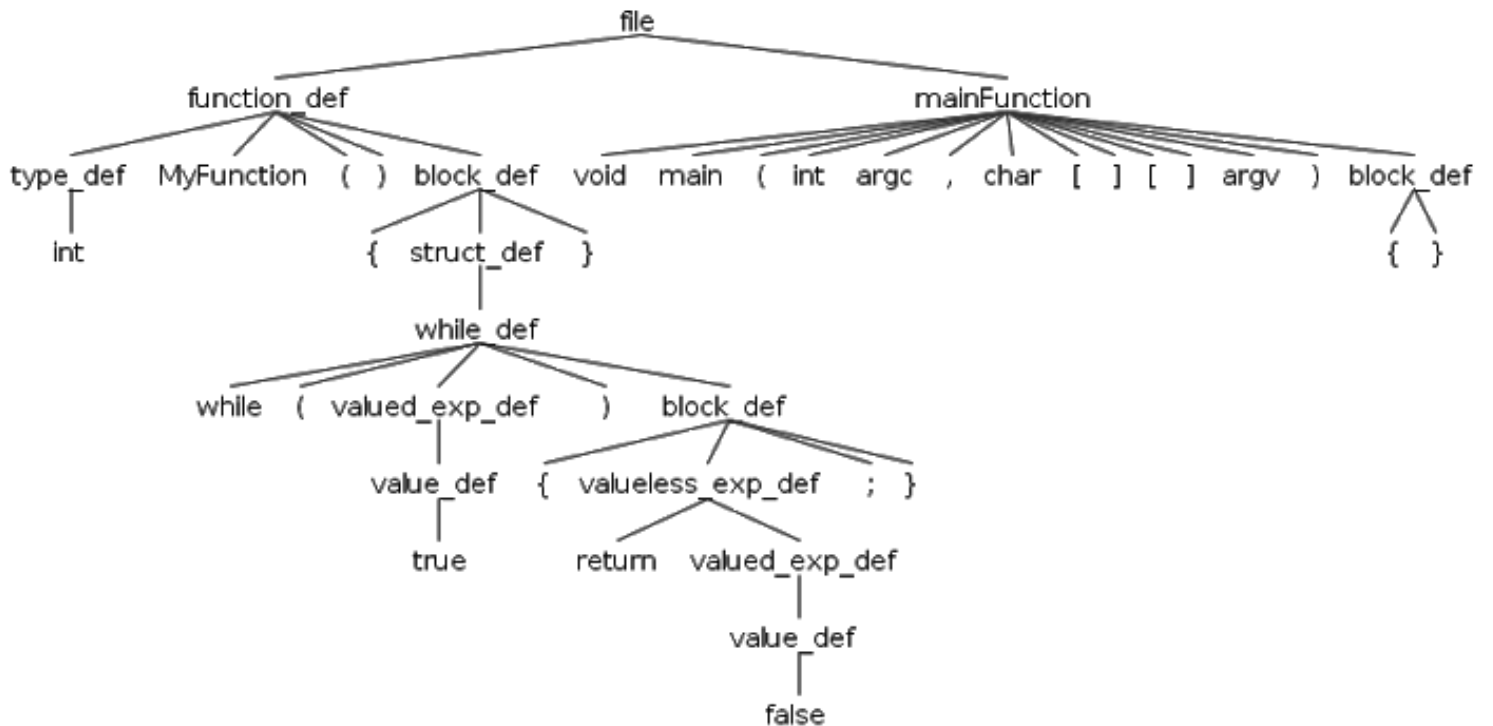 file
function_def mainFunction
type_def MyFunction ( ) block_def void main ( int argc , char [ ] [ ] argv ) block_def
int { struct_def } { }
while_def
while ( valued_exp_def ) block_def
value_def { valueless_exp_def ; }
true return valued_exp_def
value_def
false